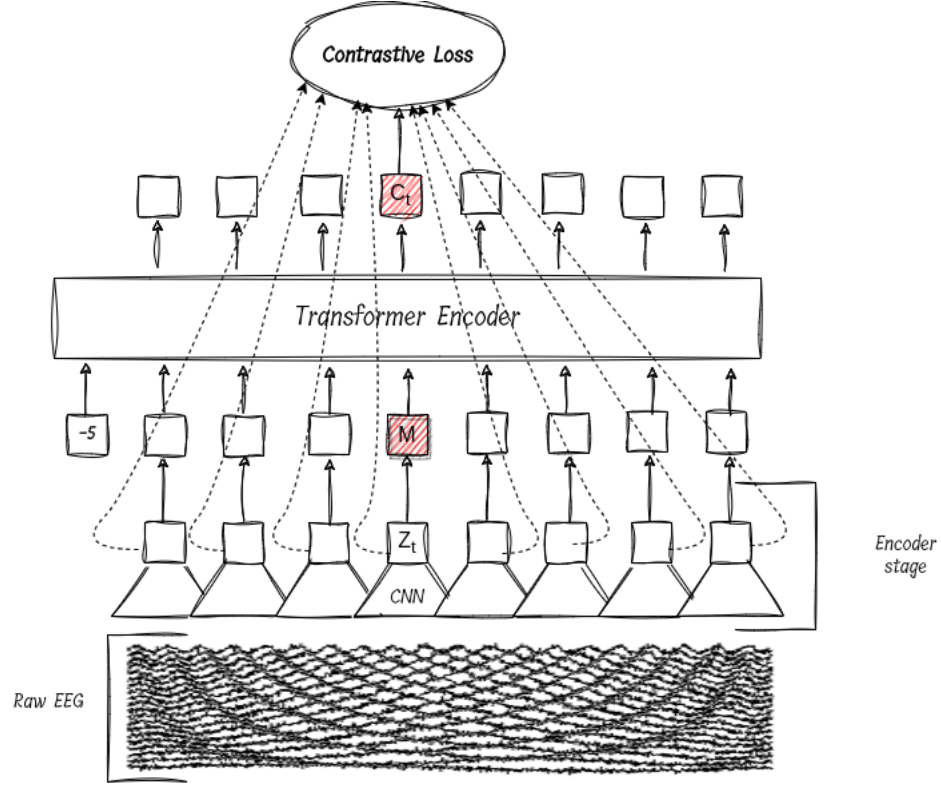 Contrastive Loss
Ct
Transformer Encoder
-5
M
Zt
CNN
Encoder
stage
Raw EEG